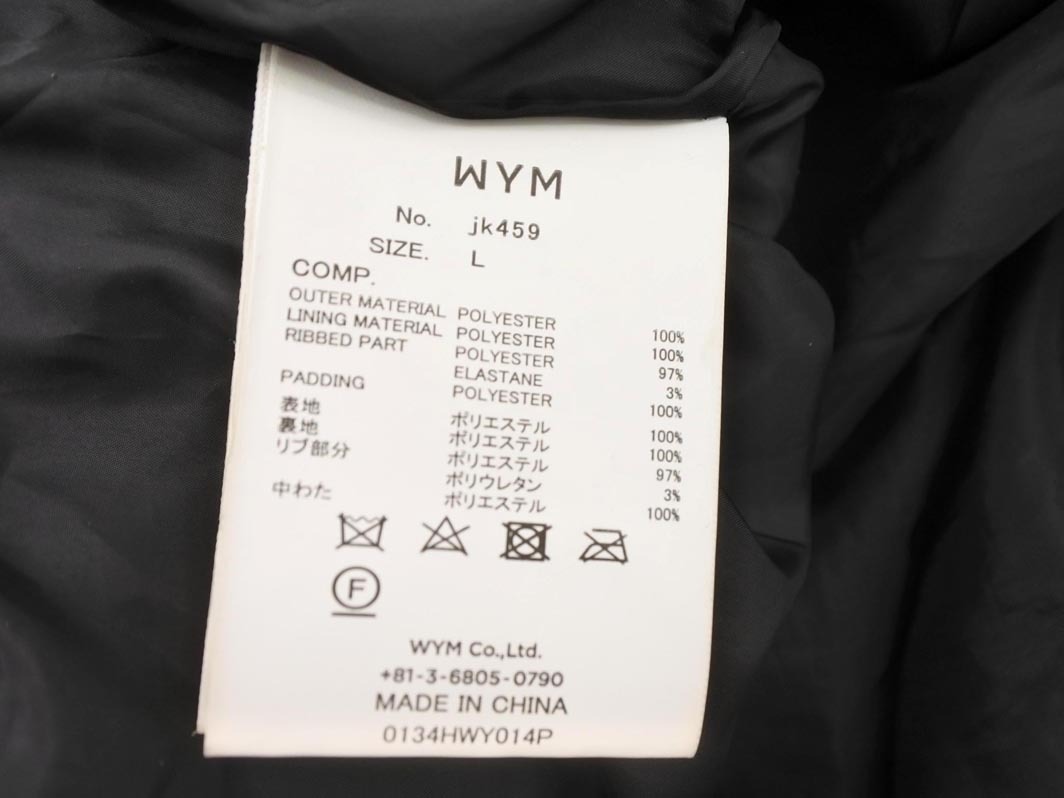 WYM
No. jk459
SIZE. L
COMP.
OUTER MATERIAL POLYESTER 100%
LINING MATERIAL POLYESTER 100%
RIBBED PART POLYESTER 97%
ELASTANE 3%
PADDING POLYESTER 100%
表地 ポリエステル 100%
裏地 ポリエステル 100%
リブ部分 ポリエステル 97%
ポリウレタン 3%
中わた ポリエステル 100%
F
WYM Co.,Ltd.
+81-3-6805-0790
MADE IN CHINA
0134HWY014P